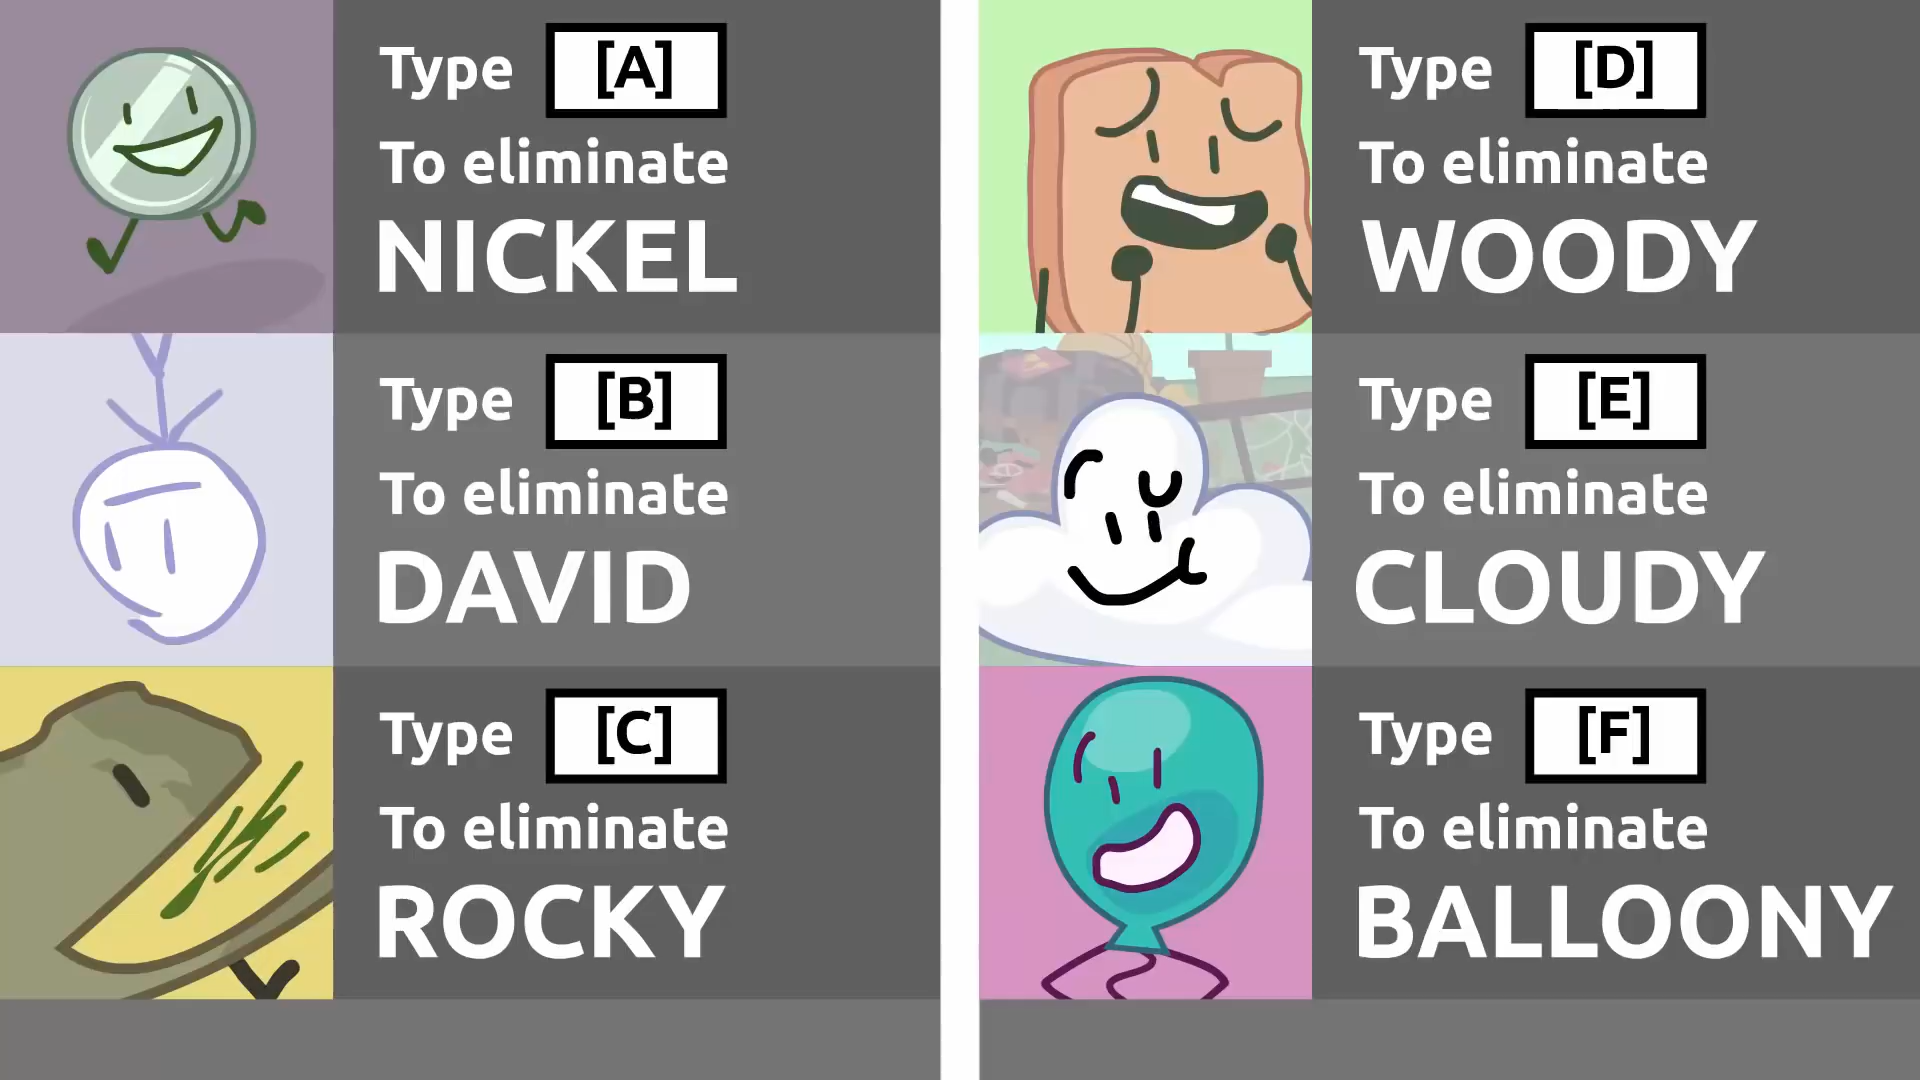 Type [A]
To eliminate
NICKEL
Type [B]
To eliminate
DAVID
Type [C]
To eliminate
ROCKY
Type [D]
To eliminate
WOODY
Type [E]
To eliminate
CLOUDY
Type [F]
To eliminate
BALLOONY